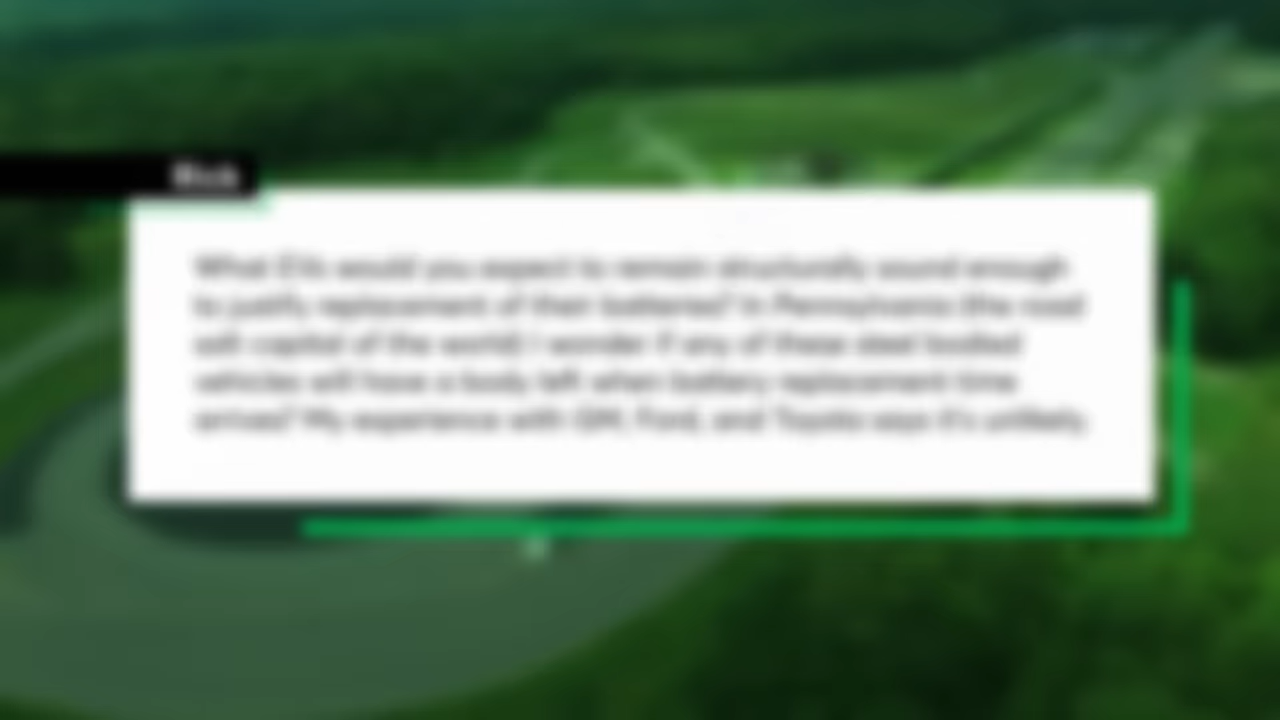 Rick
What EVs would you expect to remain structurally sound enough
to justify replacement of their batteries? In Pennsylvania (the road
salt capital of the world) I wonder if any of these steel bodied
vehicles will have a body left when battery replacement time
arrives? My experience with GM, Ford, and Toyota says it's unlikely.